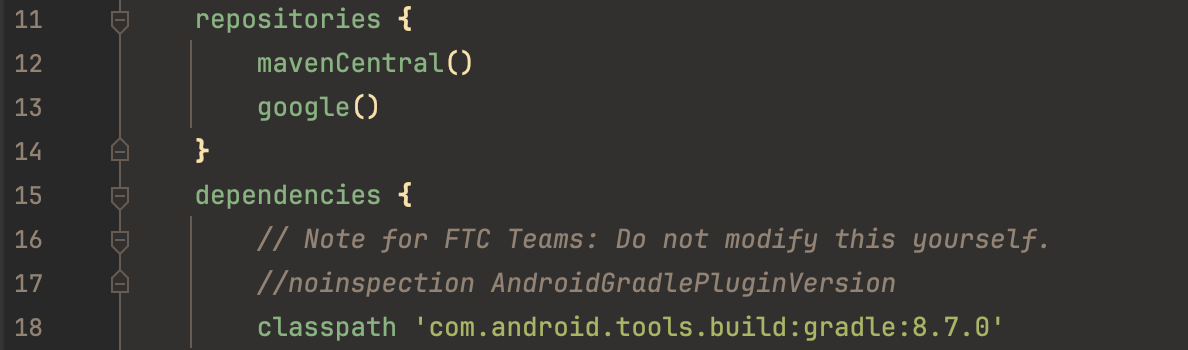 11 repositories {
12 mavenCentral()
13 google()
14 }
15 dependencies {
16 // Note for FTC Teams: Do not modify this yourself.
17 //noinspection AndroidGradlePluginVersion
18 classpath 'com.android.tools.build:gradle:8.7.0'